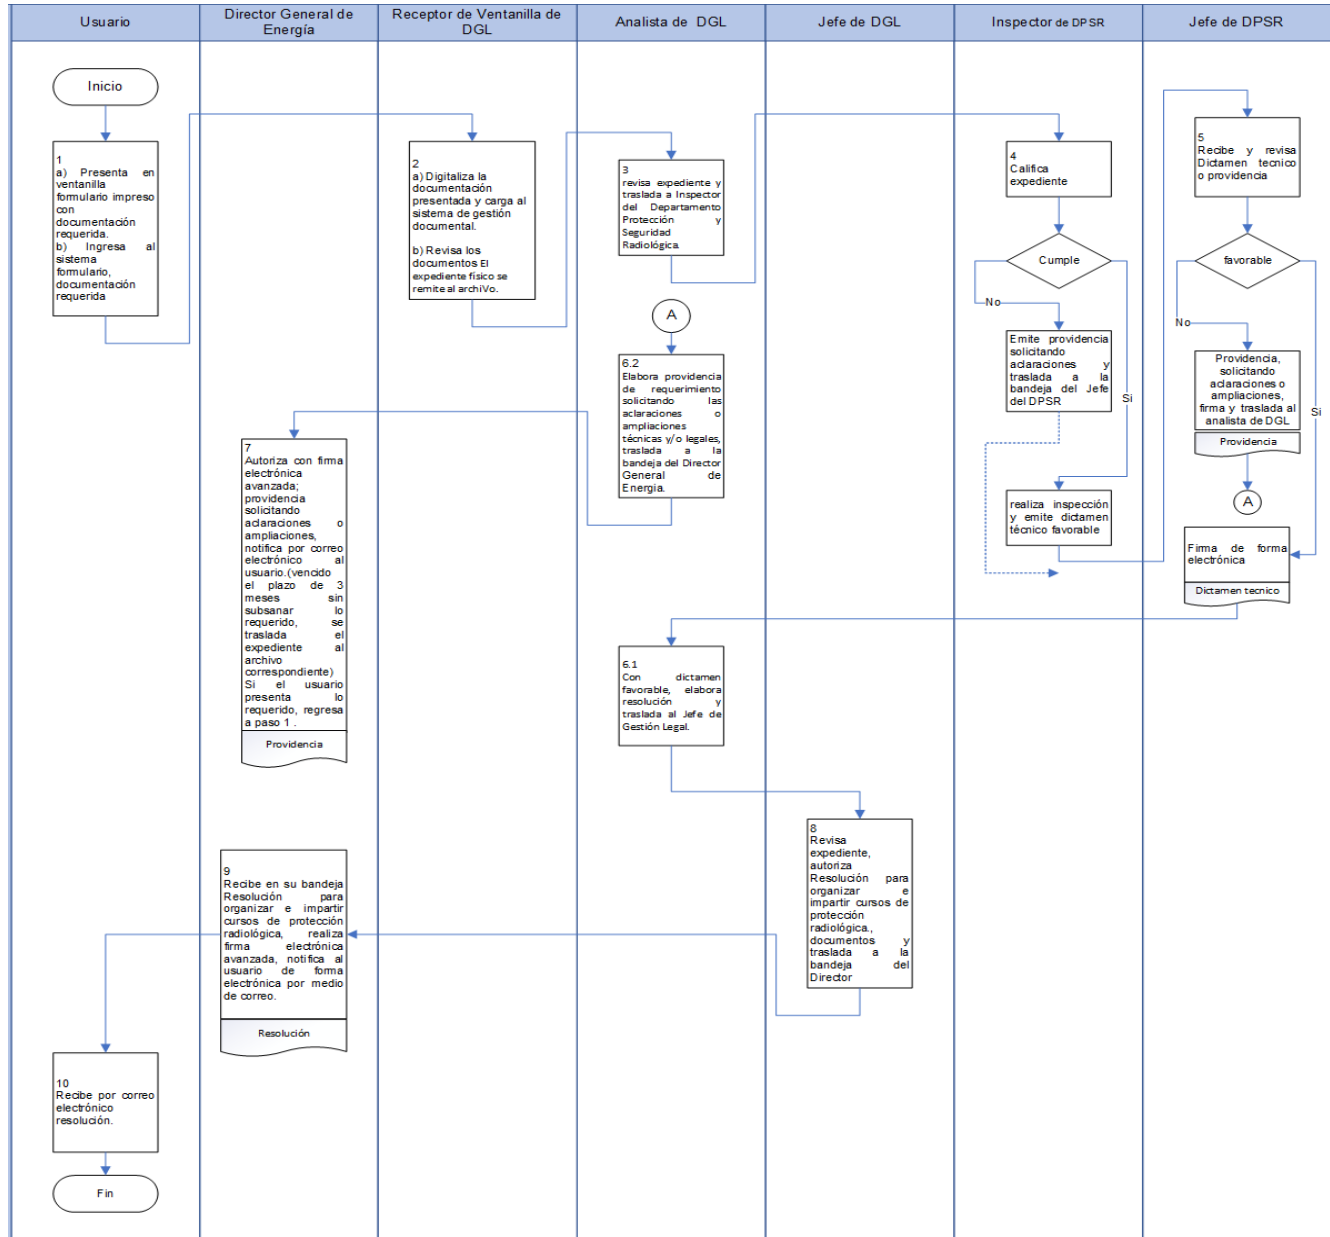 Usuario
Director General de
Energía
Receptor de Ventanilla de
DGL
Analista de DGL
Jefe de DGL
Inspector de DPSR
Jefe de DPSR
Inicio
1
a) Presenta en
ventanilla
formulario impreso
con
documentación
requerida.
b) Ingresa al
sistema
formulario,
documentación
requerida
2
a) Digitaliza la
documentación
presentada y carga al
sistema de gestión
documental.
b) Revisa los
documentos El
expediente físico se
remite al archiVo.
3
revisa expediente y
traslada a Inspector
del Departamento
Protección y
Seguridad
Radiológica.
4
Califica
expediente
5
Recibe y revisa
Dictamen tecnico
o providencia
Cumple
No
Si
favorable
No
Si
Emite providencia
solicitando
aclaraciones y
traslada a la
bandeja del Jefe
del DPSR
Providencia,
solicitando
aclaraciones o
ampliaciones,
firma y traslada al
analista de DGL
Providencia
A
A
6.2
Elabora providencia
de requerimiento
solicitando las
aclaraciones o
ampliaciones
técnicas y/o legales,
traslada a la
bandeja del Director
General de
Energia.
7
Autoriza con firma
electrónica
avanzada;
providencia
solicitando
aclaraciones o
ampliaciones,
notifica por correo
electrónico al
usuario.(vencido
el plazo de 3
meses sin
subsanar lo
requerido, se
traslada el
expediente al
archivo
correspondiente)
Si el usuario
presenta lo
requerido, regresa
a paso 1 .
Providencia
realiza inspección
y emite dictamen
técnico favorable
Firma de forma
electrónica
Dictamen tecnico
6.1
Con dictamen
favorable, elabora
resolución y
traslada al Jefe de
Gestión Legal.
8
Revisa
expediente,
autoriza
Resolución para
organizar e
impartir cursos de
protección
radiológica.,
documentos y
traslada a la
bandeja del
Director
9
Recibe en su bandeja
Resolución para
organizar e impartir
cursos de protección
radiológica, realiza
firma electrónica
avanzada, notifica al
usuario de forma
electrónica por medio
de correo.
Resolución
10
Recibe por correo
electrónico
resolución.
Fin